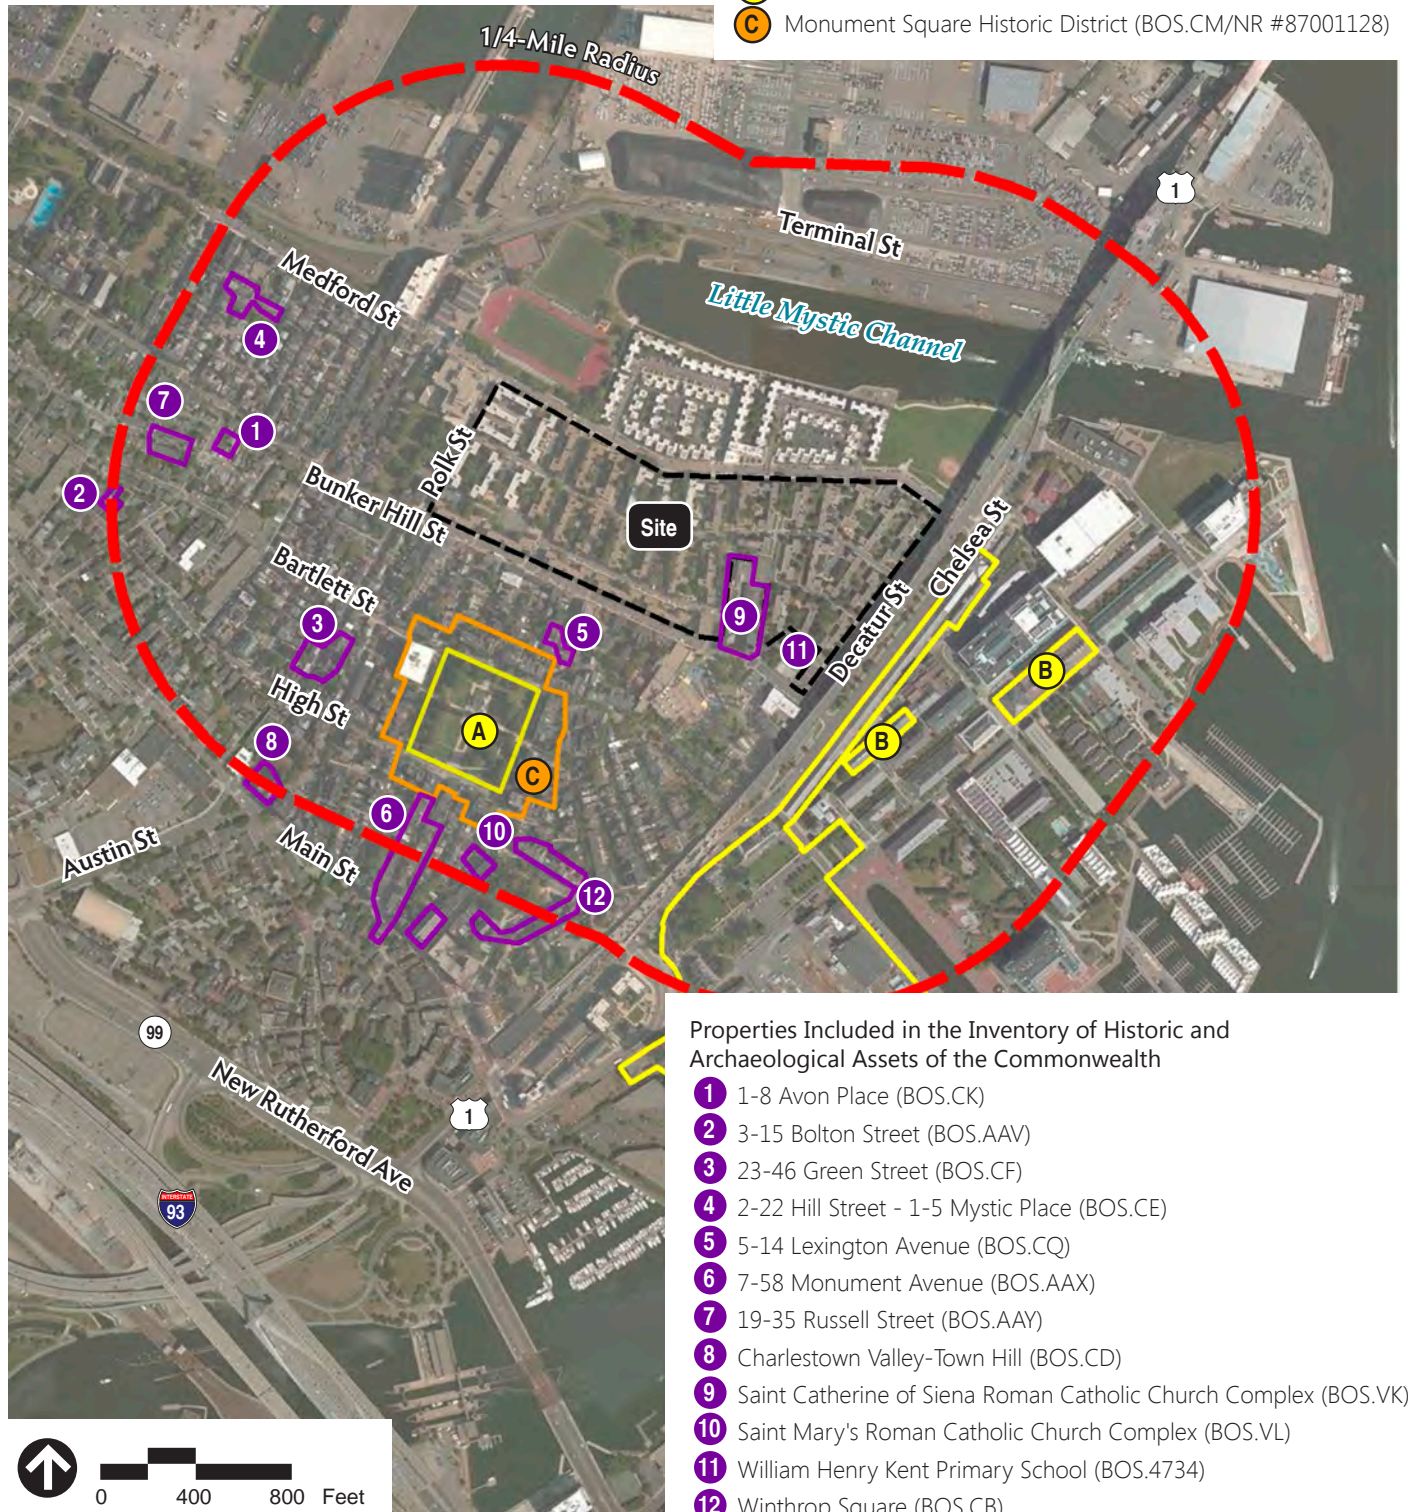 C Monument Square Historic District (BOS.CM/NR #87001128)
1/4-Mile Radius
1
Terminal St
Medford St
Little Mystic Channel
4
7
1
Polk St
2
Bunker Hill St
Site
Chelsea St
Bartlett St
Decatur St
3
5
9
11
B
High St
A
B
8
C
6
10
Austin St
Main St
12
99
New Rutherford Ave
1
INTERSTATE
93
Properties Included in the Inventory of Historic and
Archaeological Assets of the Commonwealth
1 1-8 Avon Place (BOS.CK)
2 3-15 Bolton Street (BOS.AAV)
3 23-46 Green Street (BOS.CF)
4 2-22 Hill Street - 1-5 Mystic Place (BOS.CE)
5 5-14 Lexington Avenue (BOS.CQ)
6 7-58 Monument Avenue (BOS.AAX)
7 19-35 Russell Street (BOS.AAY)
8 Charlestown Valley-Town Hill (BOS.CD)
9 Saint Catherine of Siena Roman Catholic Church Complex (BOS.VK)
10 Saint Mary's Roman Catholic Church Complex (BOS.VL)
11 William Henry Kent Primary School (BOS.4734)
12 Winthrop Square (BOS.CB)
0 400 800 Feet